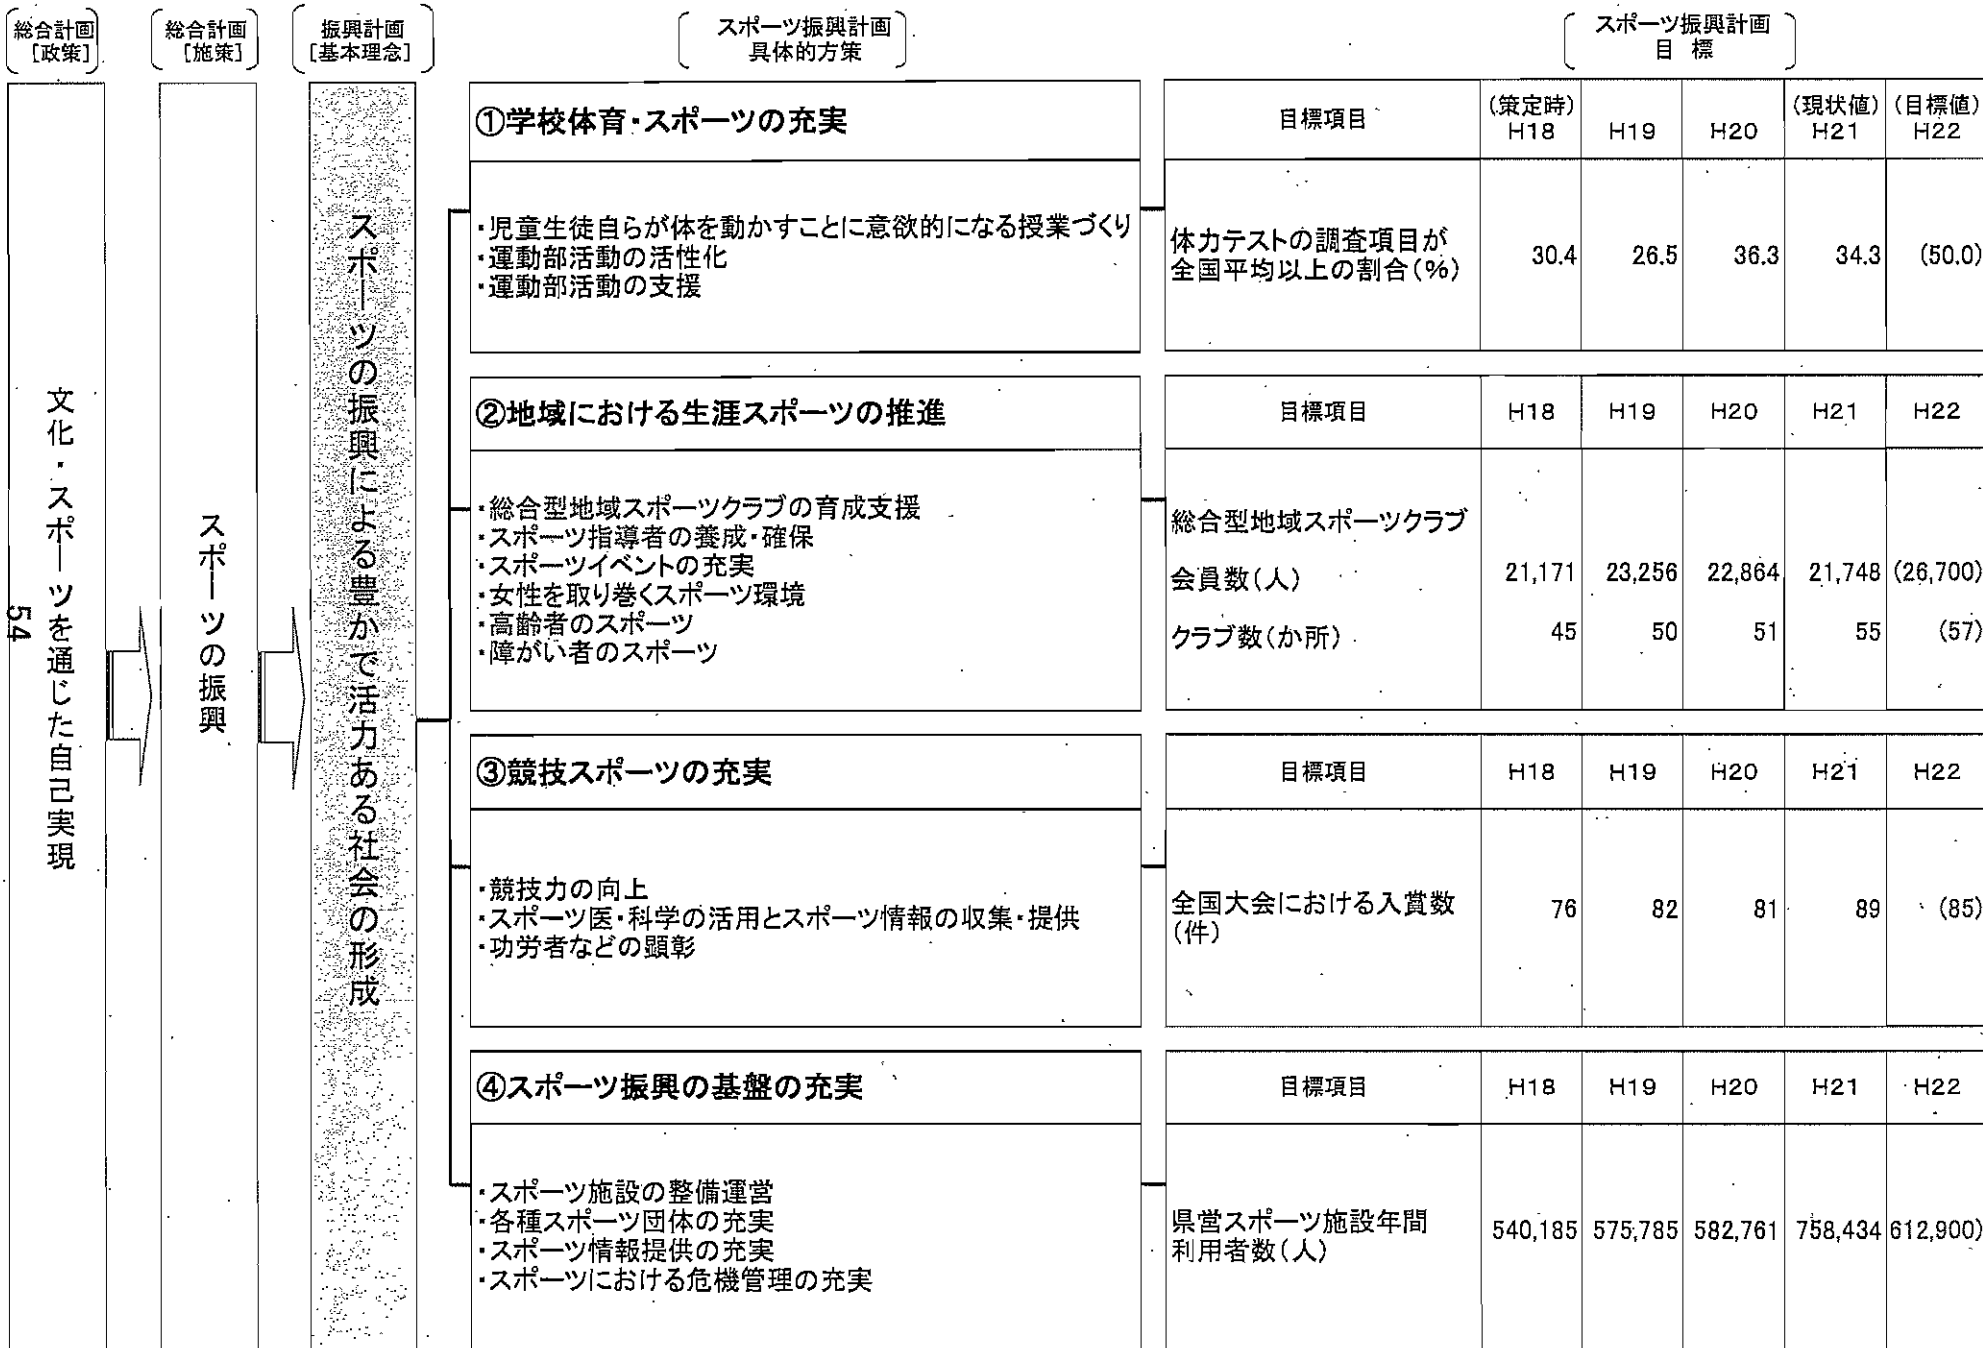 総合計画
[政策]
総合計画
[施策]
振興計画
[基本理念]
スポーツ振興計画
具体的方策
スポーツ振興計画
目 標
文化・スポーツを通じた自己実現
スポーツの振興
スポーツの振興による豊かで活力ある社会の形成
①学校体育・スポーツの充実
・児童生徒自らが体を動かすことに意欲的になる授業づくり
・運動部活動の活性化
・運動部活動の支援
目標項目 (策定時) H18 H19 H20 (現状値) H21 (目標値) H22
体力テストの調査項目が
全国平均以上の割合(%) 30.4 26.5 36.3 34.3 (50.0)
②地域における生涯スポーツの推進
・総合型地域スポーツクラブの育成支援
・スポーツ指導者の養成・確保
・スポーツイベントの充実
・女性を取り巻くスポーツ環境
・高齢者のスポーツ
・障がい者のスポーツ
目標項目 H18 H19 H20 H21 H22
総合型地域スポーツクラブ
会員数(人) 21,171 23,256 22,864 21,748 (26,700)
クラブ数(か所) 45 50 51 55 (57)
③競技スポーツの充実
・競技力の向上
・スポーツ医・科学の活用とスポーツ情報の収集・提供
・功労者などの顕彰
目標項目 H18 H19 H20 H21 H22
全国大会における入賞数
(件) 76 82 81 89 (85)
④スポーツ振興の基盤の充実
・スポーツ施設の整備運営
・各種スポーツ団体の充実
・スポーツ情報提供の充実
・スポーツにおける危機管理の充実
目標項目 H18 H19 H20 H21 H22
県営スポーツ施設年間
利用者数(人) 540,185 575,785 582,761 758,434 612,900)
54